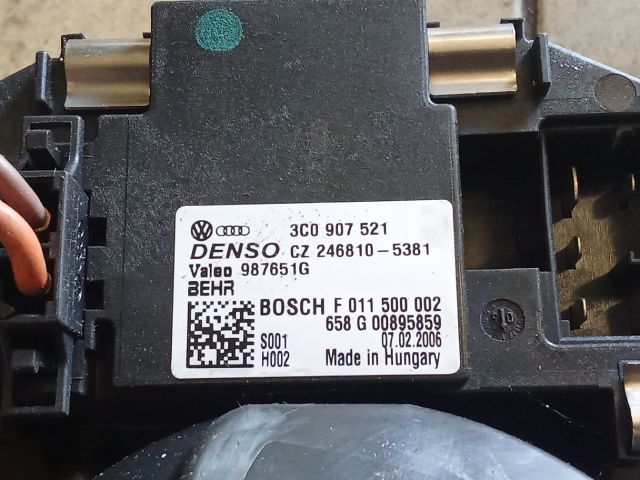 3C0 907 521
DENSO CZ 246810-5381
Valeo 987651G
BEHR
BOSCH F 011 500 002
658 G 00895859
S001 07.02.2006
H002 Made in Hungary